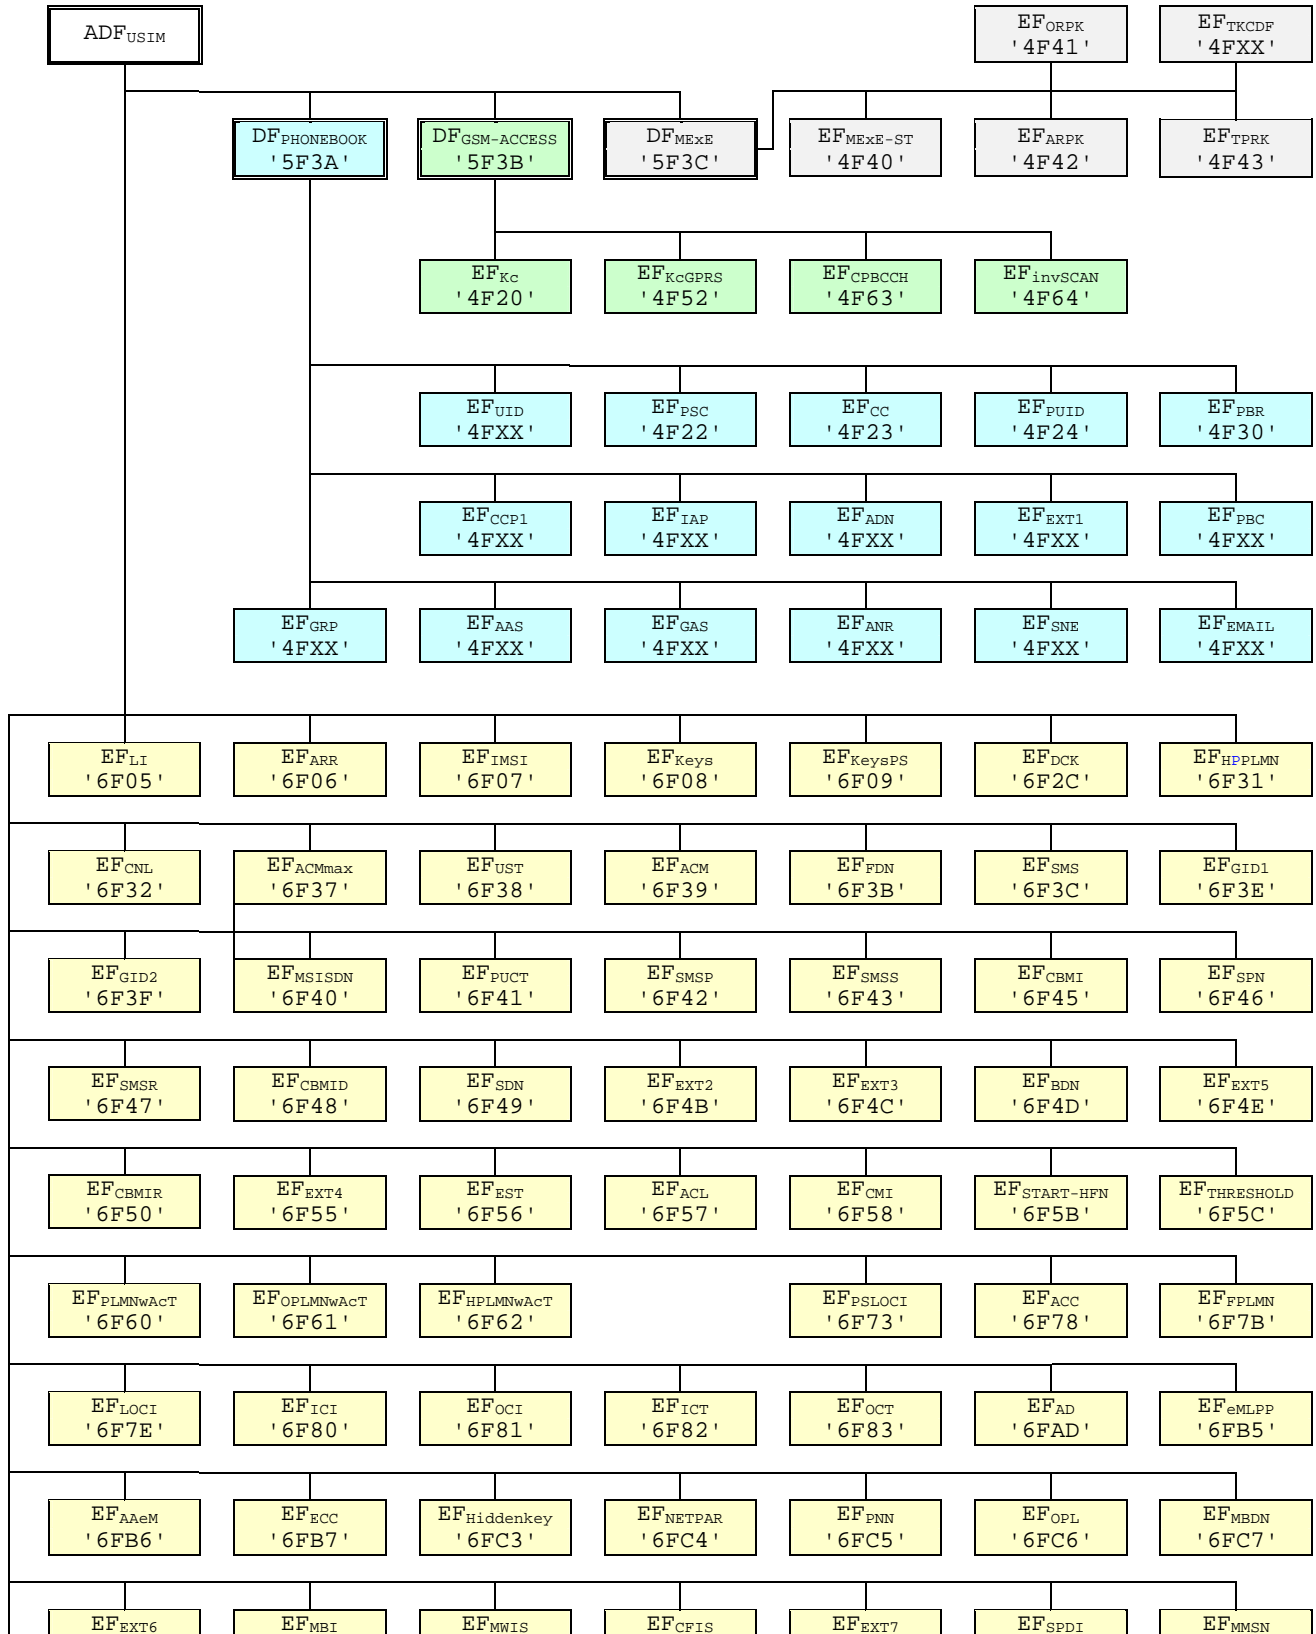 ADFUSIM
EFORPK
'4F41'
EFTKCDF
'4FXX'
DFPHONEBOOK
'5F3A'
DFGSM-ACCESS
'5F3B'
DFMExE
'5F3C'
EFMExE-ST
'4F40'
EFARPK
'4F42'
EFTPRK
'4F43'
EFKc
'4F20'
EFKcGPRS
'4F52'
EFCPBCCH
'4F63'
EFinvSCAN
'4F64'
EFUID
'4FXX'
EFPSC
'4F22'
EFCC
'4F23'
EFPUID
'4F24'
EFPBR
'4F30'
EFCCP1
'4FXX'
EFIAP
'4FXX'
EFADN
'4FXX'
EFEXT1
'4FXX'
EFPBC
'4FXX'
EFGRP
'4FXX'
EFAAS
'4FXX'
EFGAS
'4FXX'
EFANR
'4FXX'
EFSNE
'4FXX'
EFEMAIL
'4FXX'
EFLI
'6F05'
EFARR
'6F06'
EFIMSI
'6F07'
EFKeys
'6F08'
EFKeysPS
'6F09'
EFDCK
'6F2C'
EFHPPLMN
'6F31'
EFCNL
'6F32'
EFACMmax
'6F37'
EFUST
'6F38'
EFACM
'6F39'
EFFDN
'6F3B'
EFSMS
'6F3C'
EFGID1
'6F3E'
EFGID2
'6F3F'
EFMSISDN
'6F40'
EFPUCT
'6F41'
EFSMSP
'6F42'
EFSMSS
'6F43'
EFCBMI
'6F45'
EFSPN
'6F46'
EFSMSR
'6F47'
EFCBMID
'6F48'
EFSDN
'6F49'
EFEXT2
'6F4B'
EFEXT3
'6F4C'
EFBDN
'6F4D'
EFEXT5
'6F4E'
EFCBMIR
'6F50'
EFEXT4
'6F55'
EFEST
'6F56'
EFACL
'6F57'
EFCMI
'6F58'
EFSTART-HFN
'6F5B'
EFTHRESHOLD
'6F5C'
EFPLMNwAcT
'6F60'
EFOPLMNwAcT
'6F61'
EFHPLMNwAcT
'6F62'
EFPSLOCI
'6F73'
EFACC
'6F78'
EFFPLMN
'6F7B'
EFLOCI
'6F7E'
EFICI
'6F80'
EFOCI
'6F81'
EFICT
'6F82'
EFOCT
'6F83'
EFAD
'6FAD'
EFeMLPP
'6FB5'
EFAAeM
'6FB6'
EFECC
'6FB7'
EFHiddenkey
'6FC3'
EFNETPAR
'6FC4'
EFPNN
'6FC5'
EFOPL
'6FC6'
EFMBDN
'6FC7'
EFEXT6
EFMBI
EFMWIS
EFCFIS
EFEXT7
EFSPDI
EFMMSN